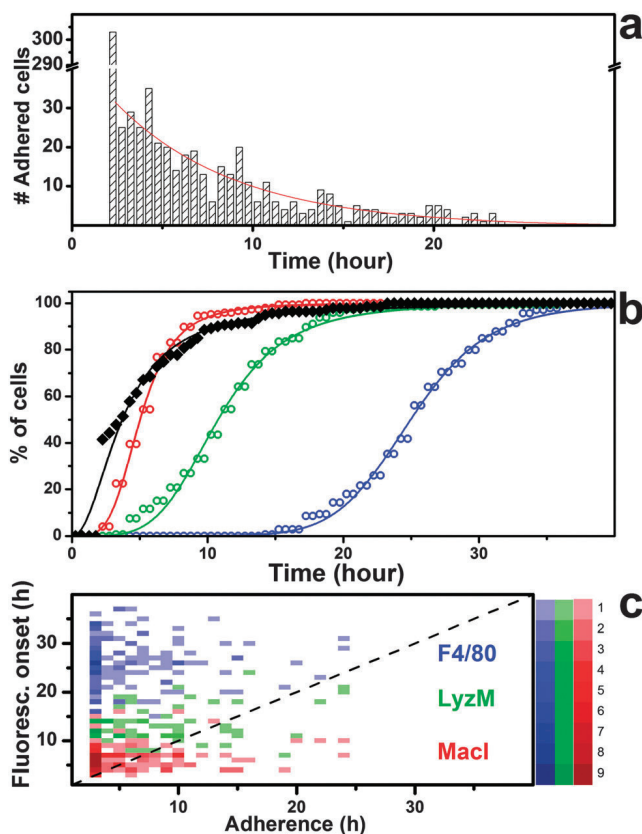 a
300
290
30
20
10
# Adhered cells
0 10 20
Time (hour)
b
100
80
60
40
20
0
% of cells
0 10 20 30
Time (hour)
c
30
20
10
Fluoresc. onset (h)
F4/80
LyzM
MacI
10 20 30
Adherence (h)
1
2
3
4
5
6
7
8
9